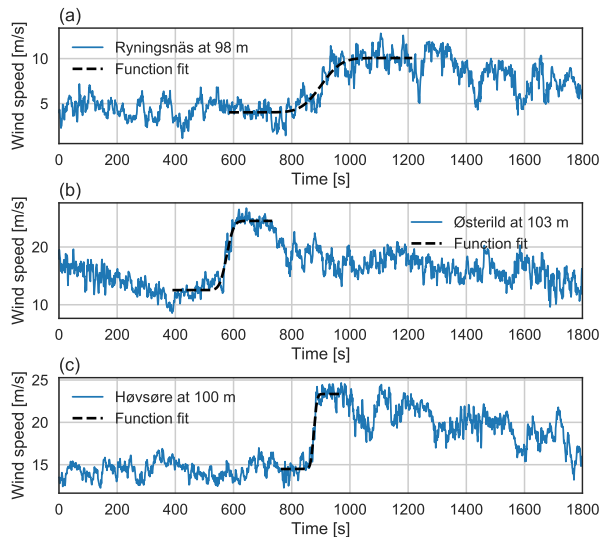 (a)
Wind speed [m/s]
10
5
Ryningsnäs at 98 m
Function fit
0 200 400 600 800 1000 1200 1400 1600 1800
Time [s]
(b)
Wind speed [m/s]
20
10
Østerild at 103 m
Function fit
0 200 400 600 800 1000 1200 1400 1600 1800
Time [s]
(c)
Wind speed [m/s]
25
20
15
Høvsøre at 100 m
Function fit
0 200 400 600 800 1000 1200 1400 1600 1800
Time [s]